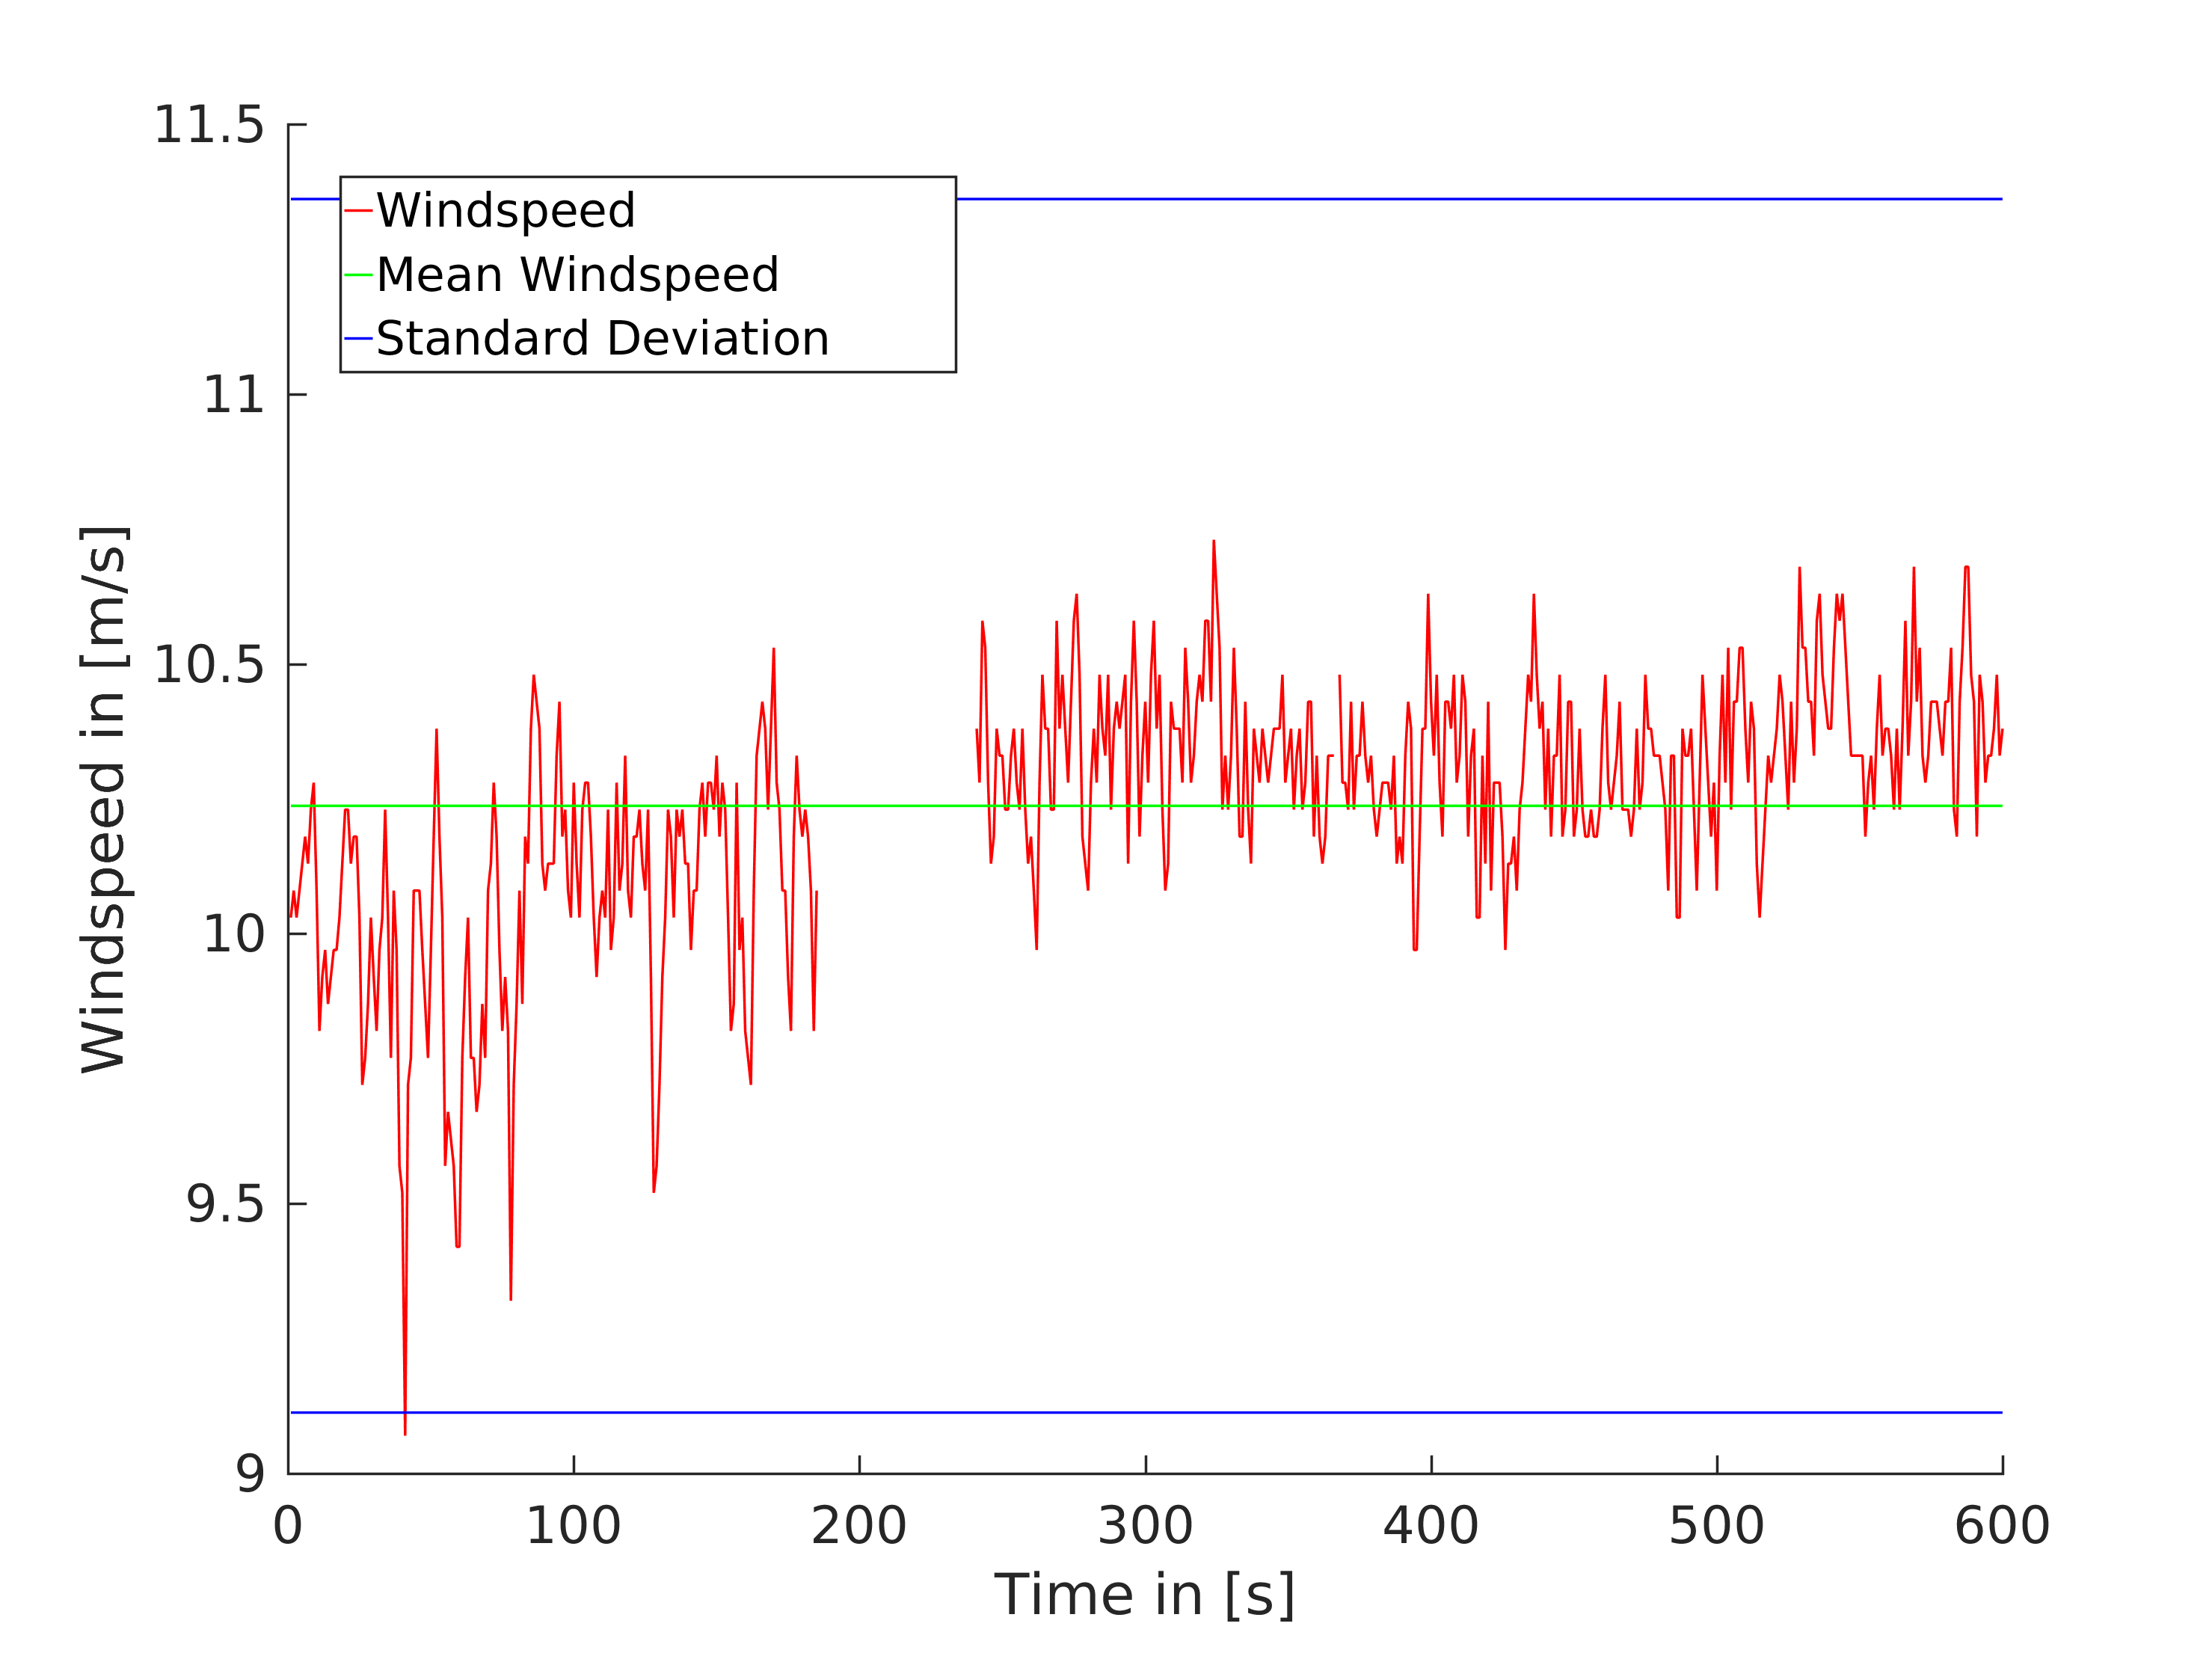 11.5
11
10.5
10
9.5
9
Windspeed in [m/s]
Windspeed
Mean Windspeed
Standard Deviation
0 100 200 300 400 500 600
Time in [s]